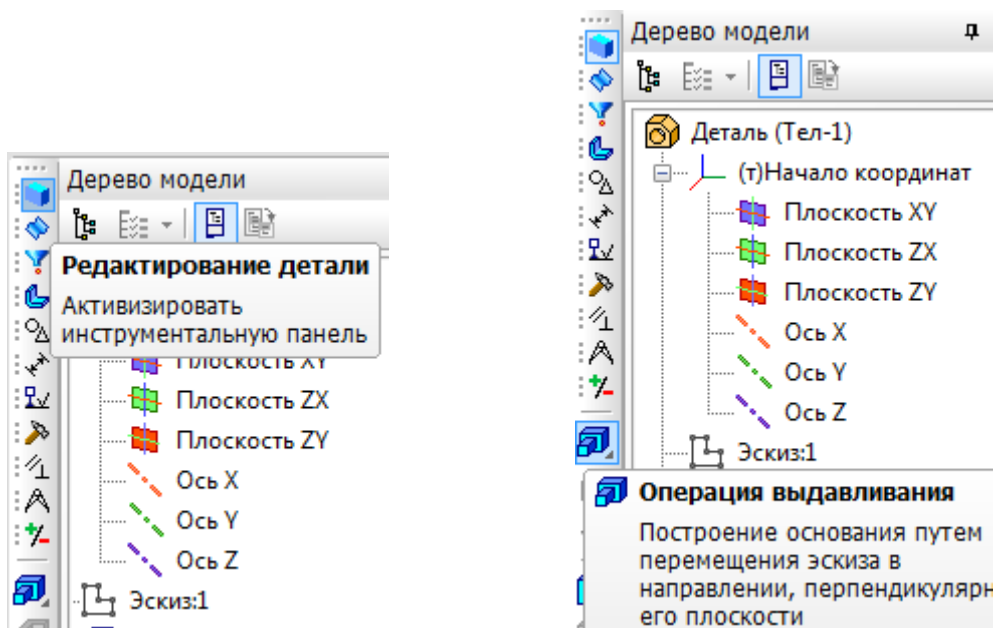 Дерево модели
Редактирование детали
Активизировать
инструментальную панель
Плоскость XY
Плоскость ZX
Плоскость ZY
Ось X
Ось Y
Ось Z
Эскиз:1
Дерево модели
Деталь (Тел-1)
(т)Начало координат
Плоскость XY
Плоскость ZX
Плоскость ZY
Ось X
Ось Y
Ось Z
Эскиз:1
Операция выдавливания
Построение основания путем
перемещения эскиза в
направлении, перпендикулярн
его плоскости